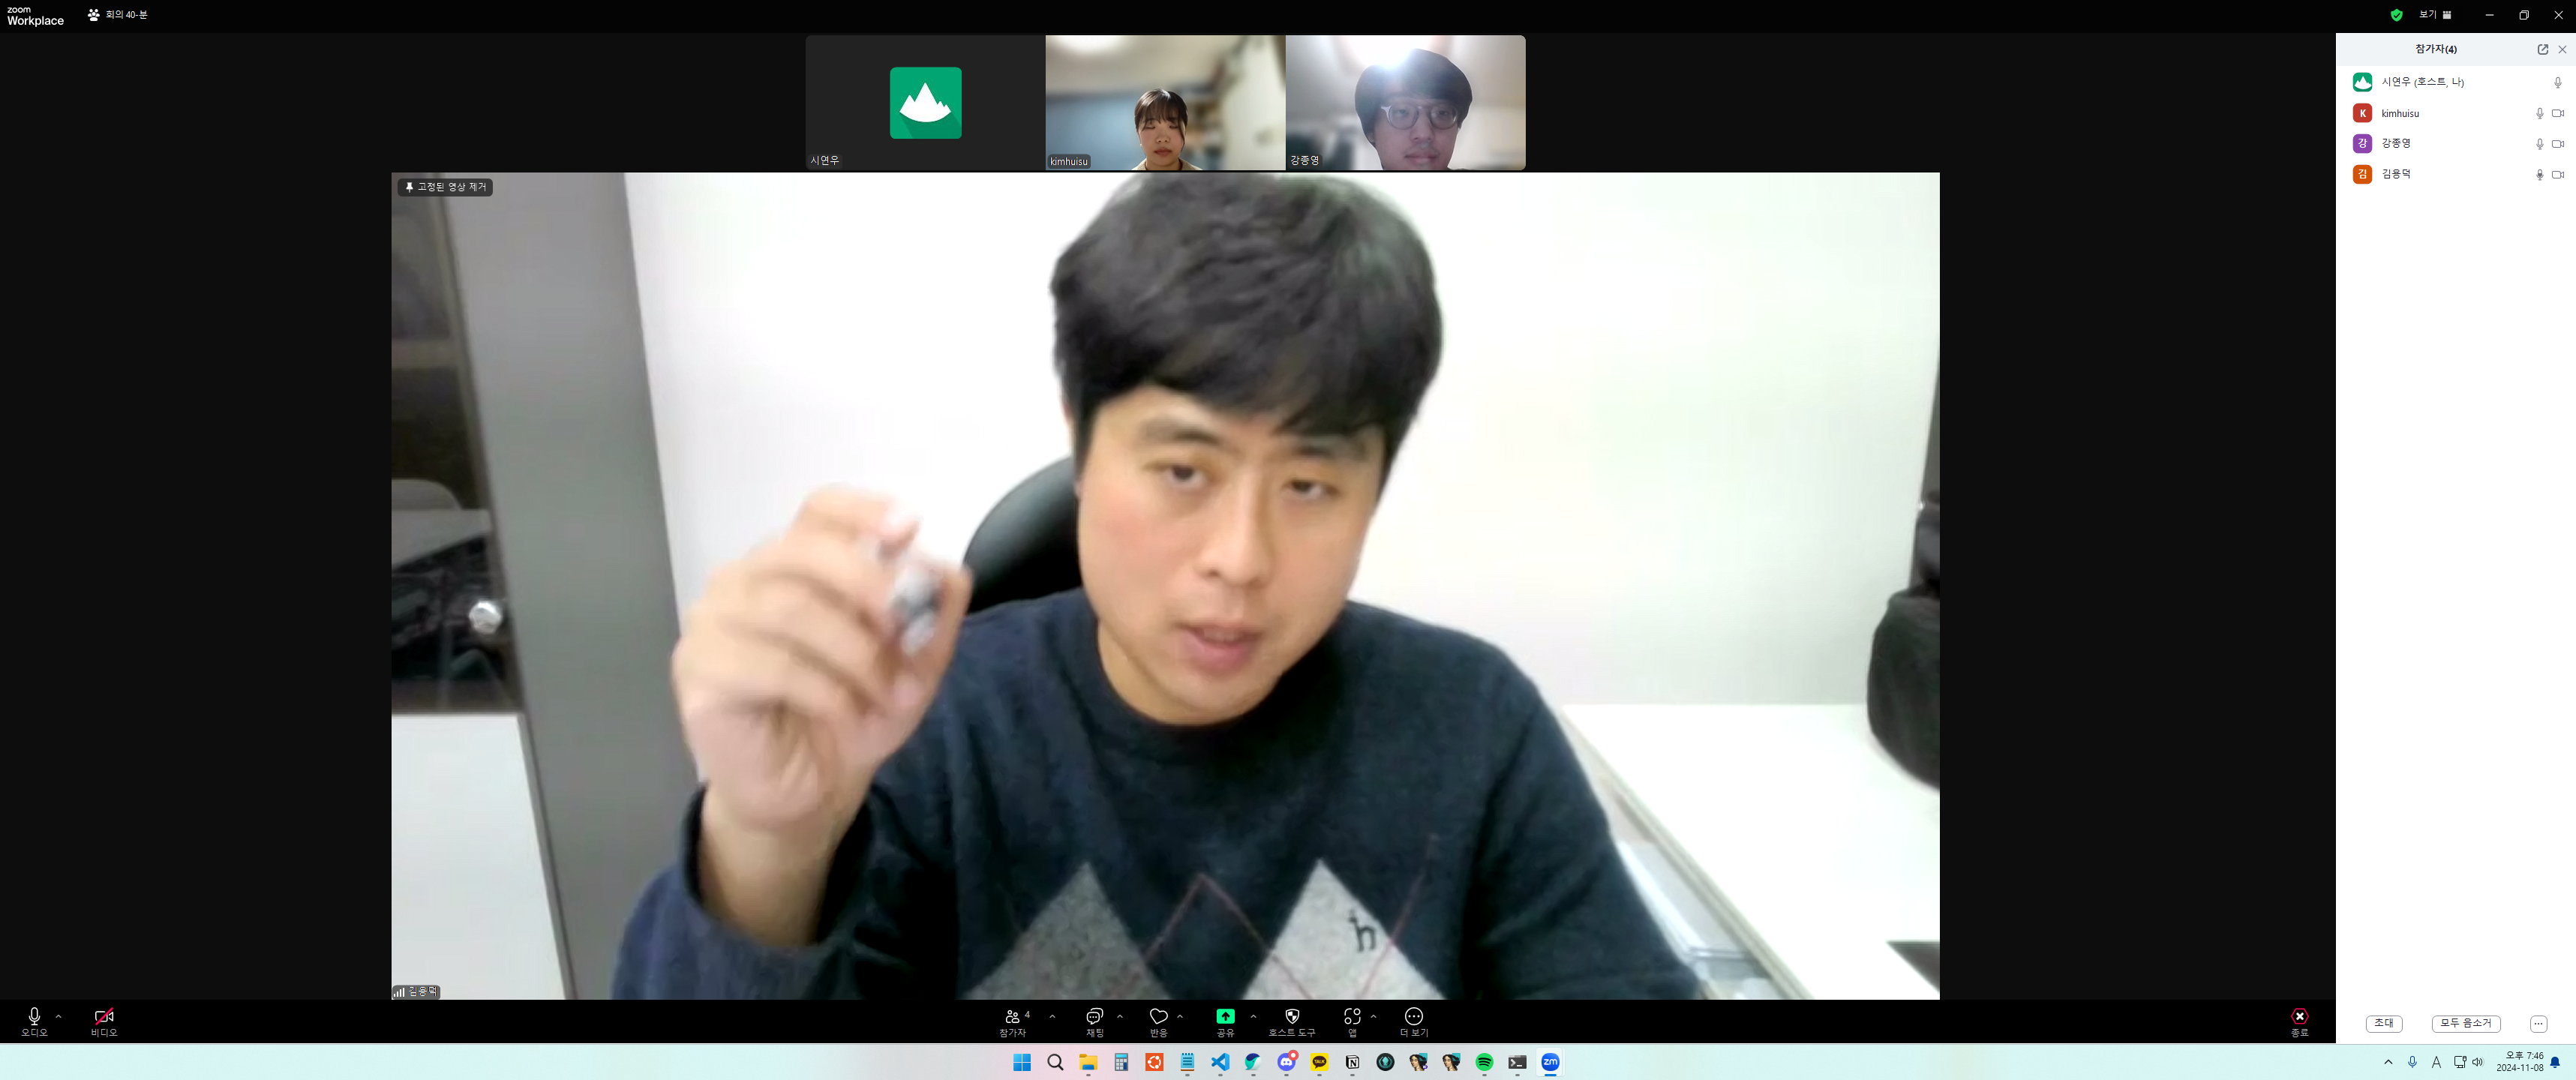 zoom
Workplace
회의 40-분
보기
시연우
kimhuisu
강종영
고정된 영상 제거
h
김용덕
참가자(4)
시연우 (호스트, 나)
K
kimhuisu
강
강종영
김
김용덕
초대
모두 음소거
오디오
비디오
4
참가자
채팅
반응
공유
호스트 도구
앱
더 보기
종료
TALK
N
zm
A
오후 7:46
2024-11-08